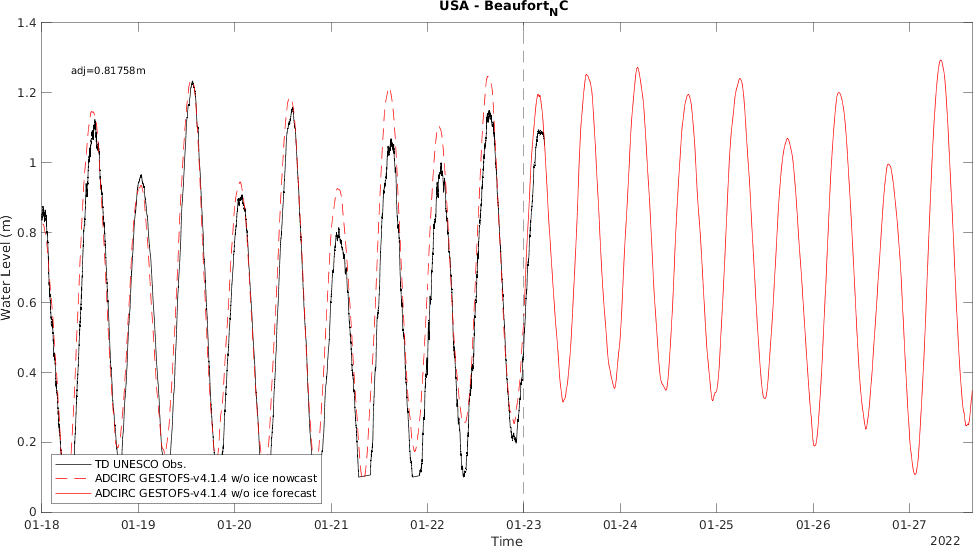 USA - Beaufort_NC
adj=0.81758m
1.4
1.2
1
0.8
0.6
0.4
0.2
0
Water Level (m)
TD UNESCO Obs.
ADCIRC GESTOFS-v4.1.4 w/o ice nowcast
ADCIRC GESTOFS-v4.1.4 w/o ice forecast
01-18 01-19 01-20 01-21 01-22 01-23 01-24 01-25 01-26 01-27
Time
2022